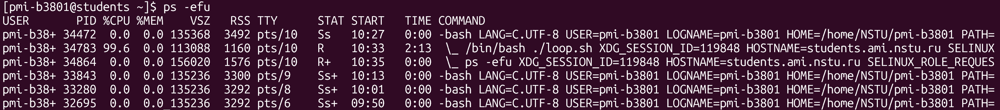 [pmi-b3801@students ~]$ ps -efu
USER       PID %CPU %MEM    VSZ   RSS TTY      STAT START   TIME COMMAND
pmi-b38+ 34472  0.0  0.0 135368  3492 pts/10   Ss   10:27   0:00 -bash LANG=C.UTF-8 USER=pmi-b3801 LOGNAME=pmi-b3801 HOME=/home/NSTU/pmi-b3801 PATH=
pmi-b38+ 34783 99.6  0.0 113088  1160 pts/10   R    10:33   2:13  \_ /bin/bash ./loop.sh XDG_SESSION_ID=119848 HOSTNAME=students.ami.nstu.ru SELINUX
pmi-b38+ 34864  0.0  0.0 156020  1576 pts/10   R+   10:35   0:00  \_ ps -efu XDG_SESSION_ID=119848 HOSTNAME=students.ami.nstu.ru SELINUX_ROLE_REQUES
pmi-b38+ 33843  0.0  0.0 135236  3300 pts/9    Ss+  10:13   0:00 -bash LANG=C.UTF-8 USER=pmi-b3801 LOGNAME=pmi-b3801 HOME=/home/NSTU/pmi-b3801 PATH=
pmi-b38+ 33280  0.0  0.0 135236  3292 pts/8    Ss+  10:01   0:00 -bash LANG=C.UTF-8 USER=pmi-b3801 LOGNAME=pmi-b3801 HOME=/home/NSTU/pmi-b3801 PATH=
pmi-b38+ 32695  0.0  0.0 135236  3292 pts/6    Ss+  09:50   0:00 -bash LANG=C.UTF-8 USER=pmi-b3801 LOGNAME=pmi-b3801 HOME=/home/NSTU/pmi-b3801 PATH=